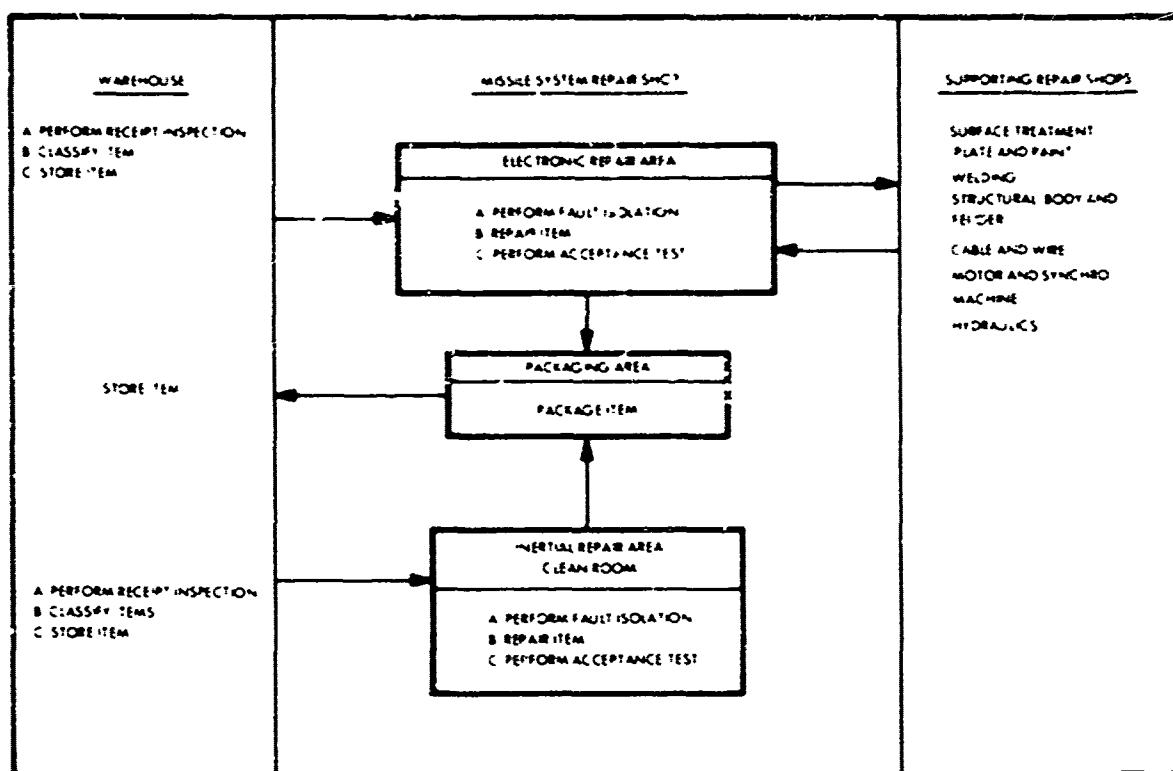 WAREHOUSE
A PERFORM RECEIPT INSPECTION
B CLASSIFY ITEM
C STORE ITEM
STORE ITEM
A PERFORM RECEIPT INSPECTION
B CLASSIFY ITEMS
C STORE ITEM
MISSILE SYSTEM REPAIR SHOP
ELECTRONIC REPAIR AREA
A PERFORM FAULT ISOLATION
B REPAIR ITEM
C PERFORM ACCEPTANCE TEST
PACKAGING AREA
PACKAGE ITEM
INERTIAL REPAIR AREA
CLEAN ROOM
A PERFORM FAULT ISOLATION
B REPAIR ITEM
C PERFORM ACCEPTANCE TEST
SUPPORTING REPAIR SHOPS
SURFACE TREATMENT
PLATE AND PAINT
WELDING
STRUCTURAL BODY AND
FENDER
CABLE AND WIRE
MOTOR AND SYNCHRO
MACHINE
HYDRAULICS